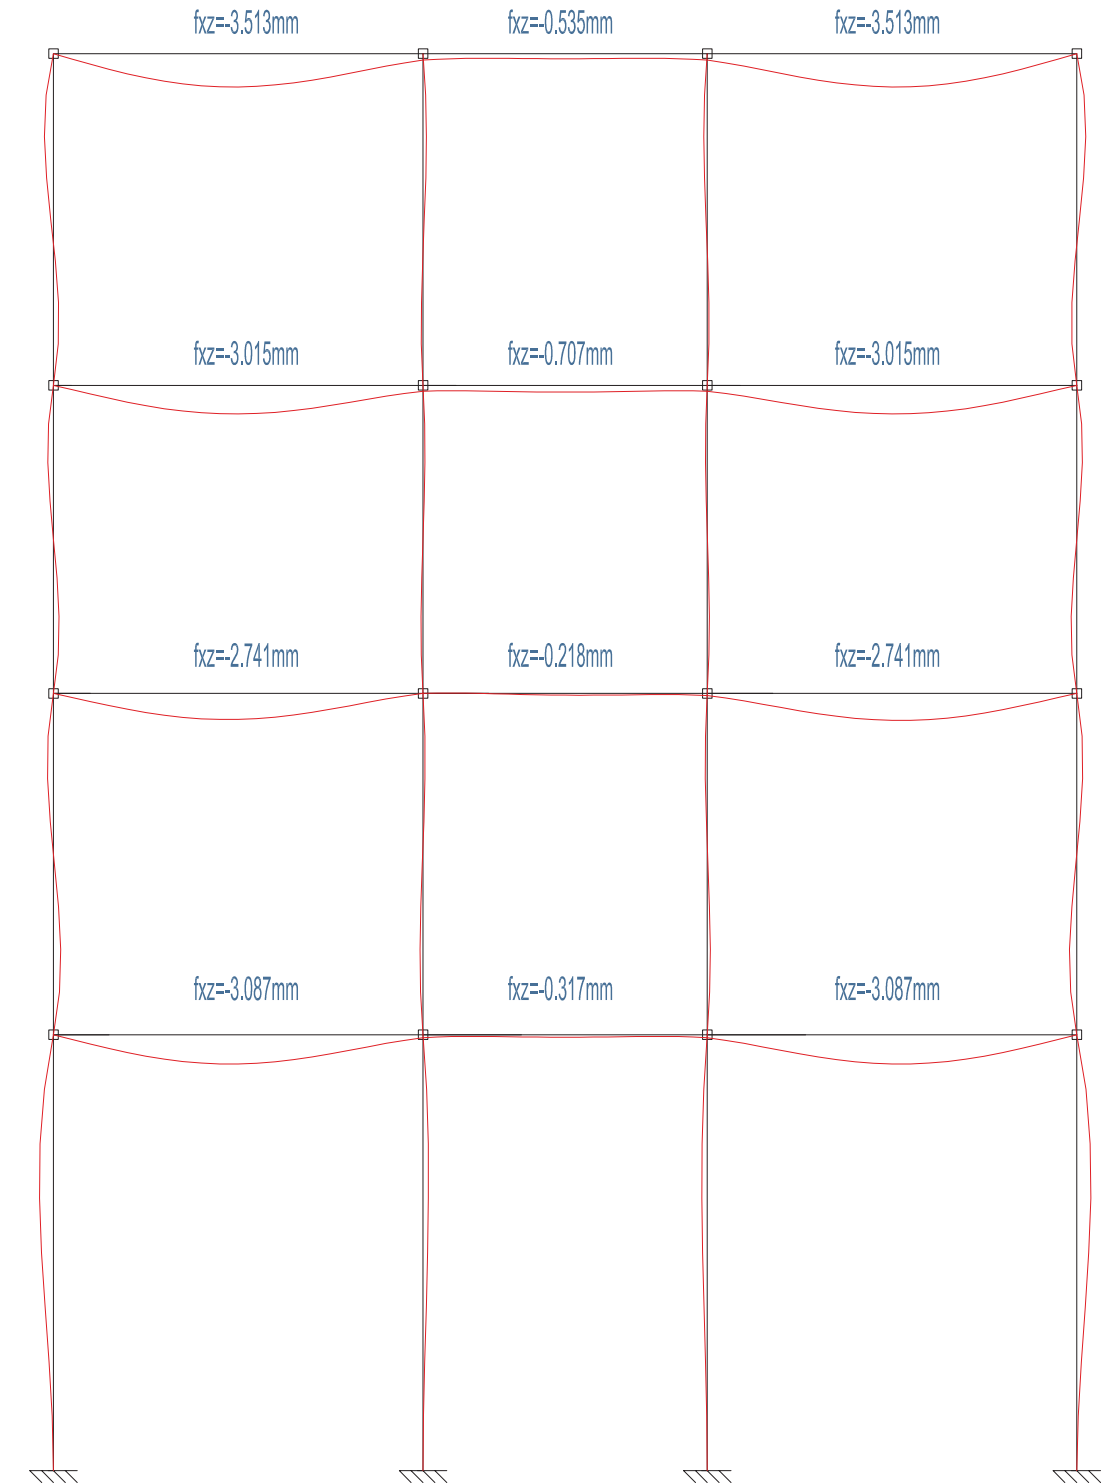 fxz=-3.513mm fxz=-0.535mm fxz=-3.513mm
fxz=-3.015mm fxz=-0.707mm fxz=-3.015mm
fxz=-2.741mm fxz=-0.218mm fxz=-2.741mm
fxz=-3.087mm fxz=-0.317mm fxz=-3.087mm